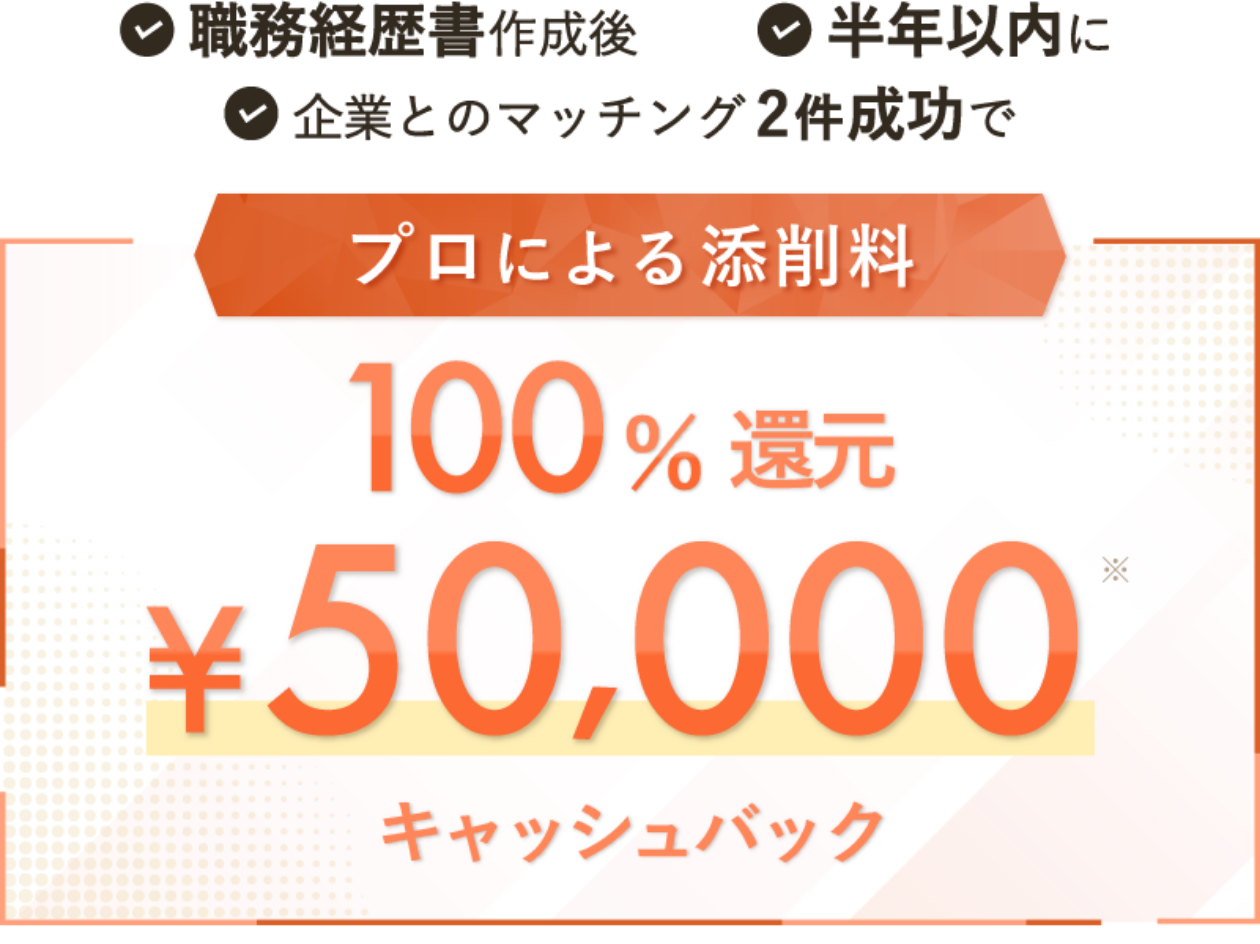 職務経歴書作成後 半年以内に
企業とのマッチング2件成功で
プロによる添削料
100%還元
¥50,000※
キャッシュバック